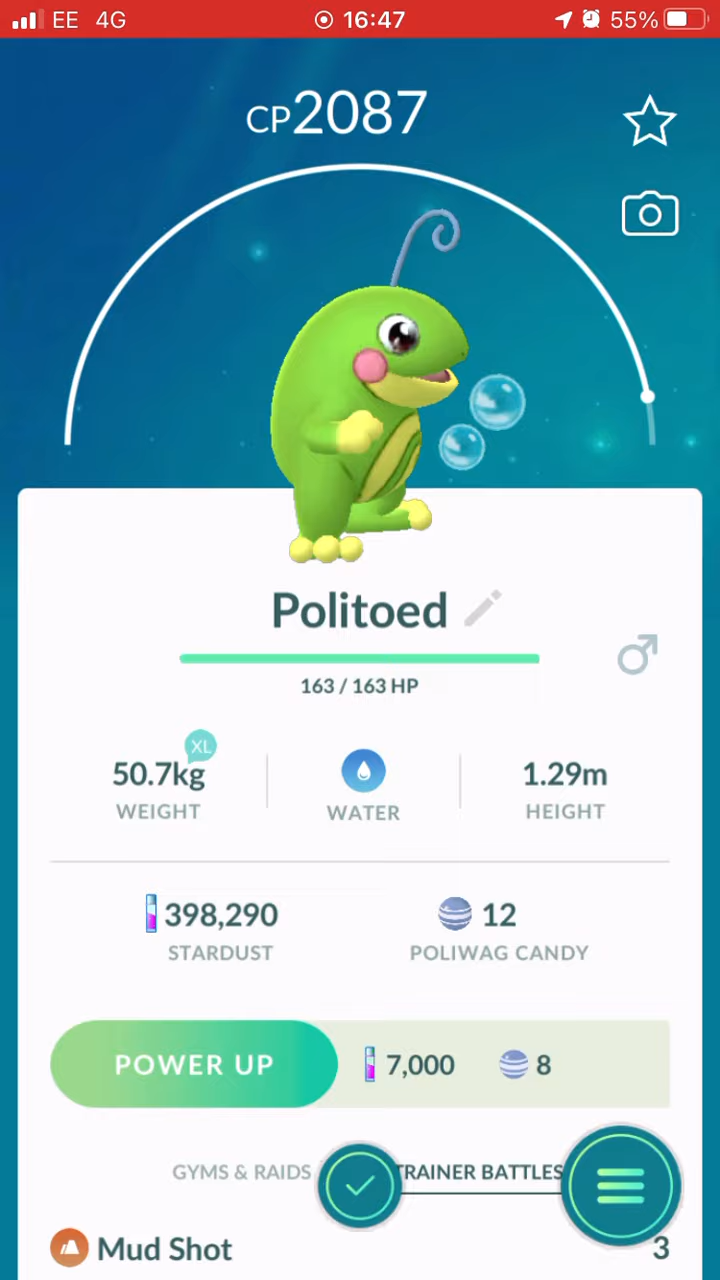 EE 4G 16:47 55%
CP2087
Politoed
163 / 163 HP
XL
50.7kg 1.29m
WEIGHT WATER HEIGHT
398,290 12
STARDUST POLIWAG CANDY
POWER UP 7,000 8
GYMS & RAIDS TRAINER BATTLES
Mud Shot 3